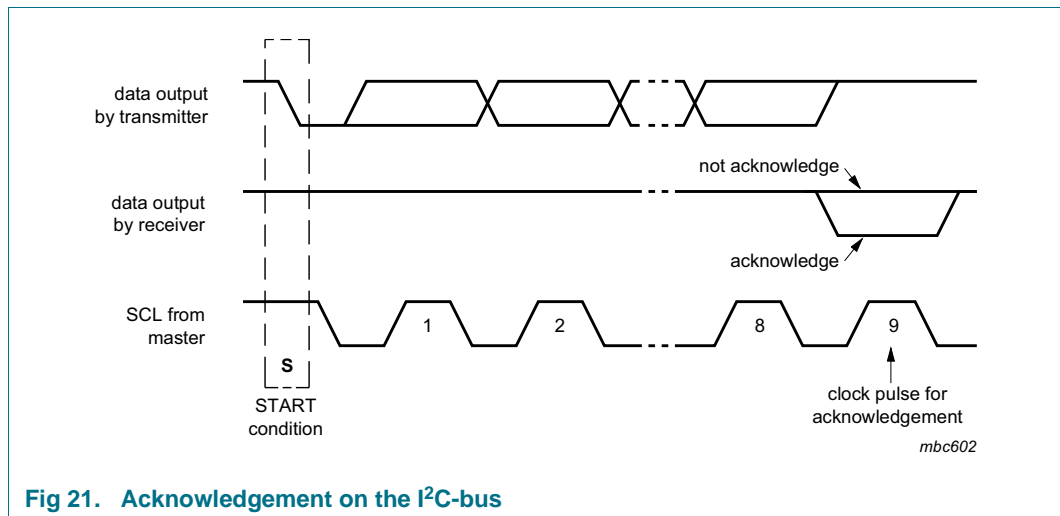 data output
by transmitter
not acknowledge
data output
by receiver
acknowledge
SCL from
master
1
2
8
9
S
START
condition
clock pulse for
acknowledgement
mbc602
Fig 21. Acknowledgement on the I²C-bus